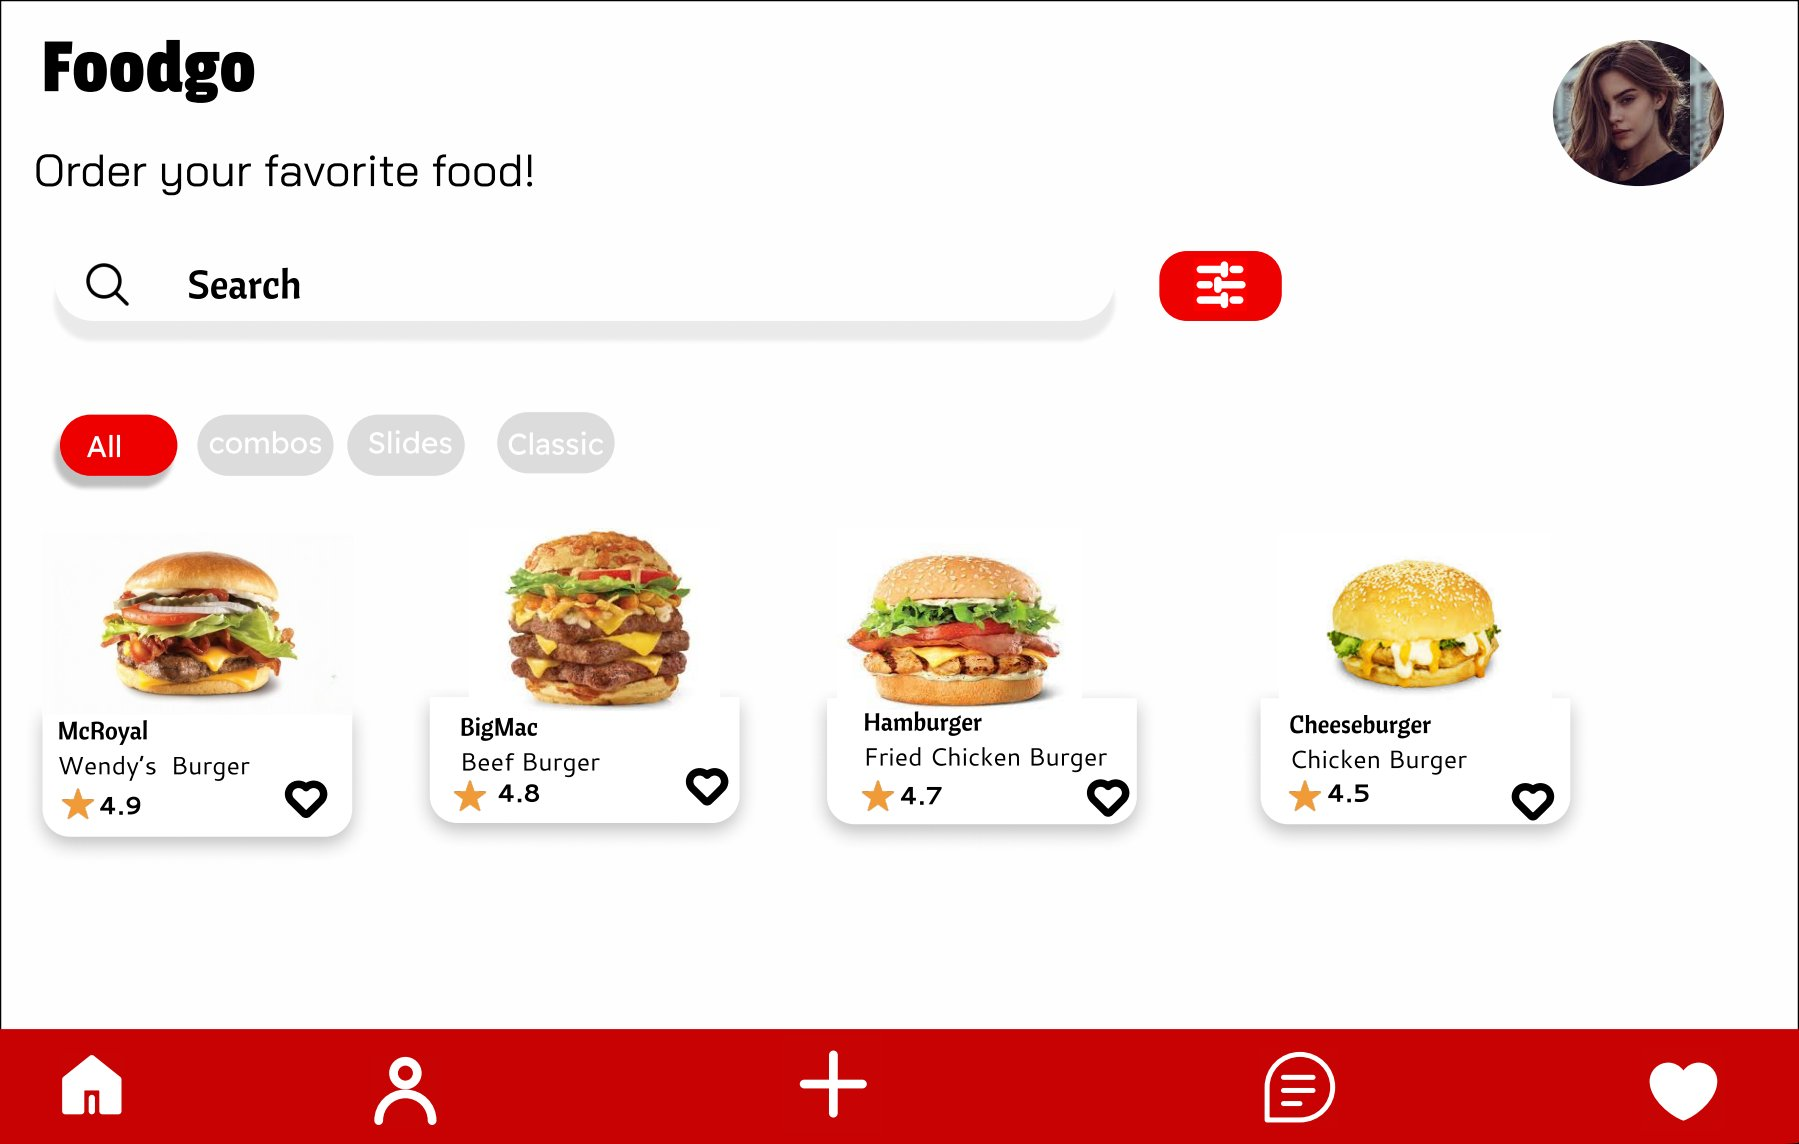 Foodgo
Order your favorite food!
Search
All
combos
Slides
Classic
McRoyal
Wendy's Burger
4.9
BigMac
Beef Burger
4.8
Hamburger
Fried Chicken Burger
4.7
Cheeseburger
Chicken Burger
4.5